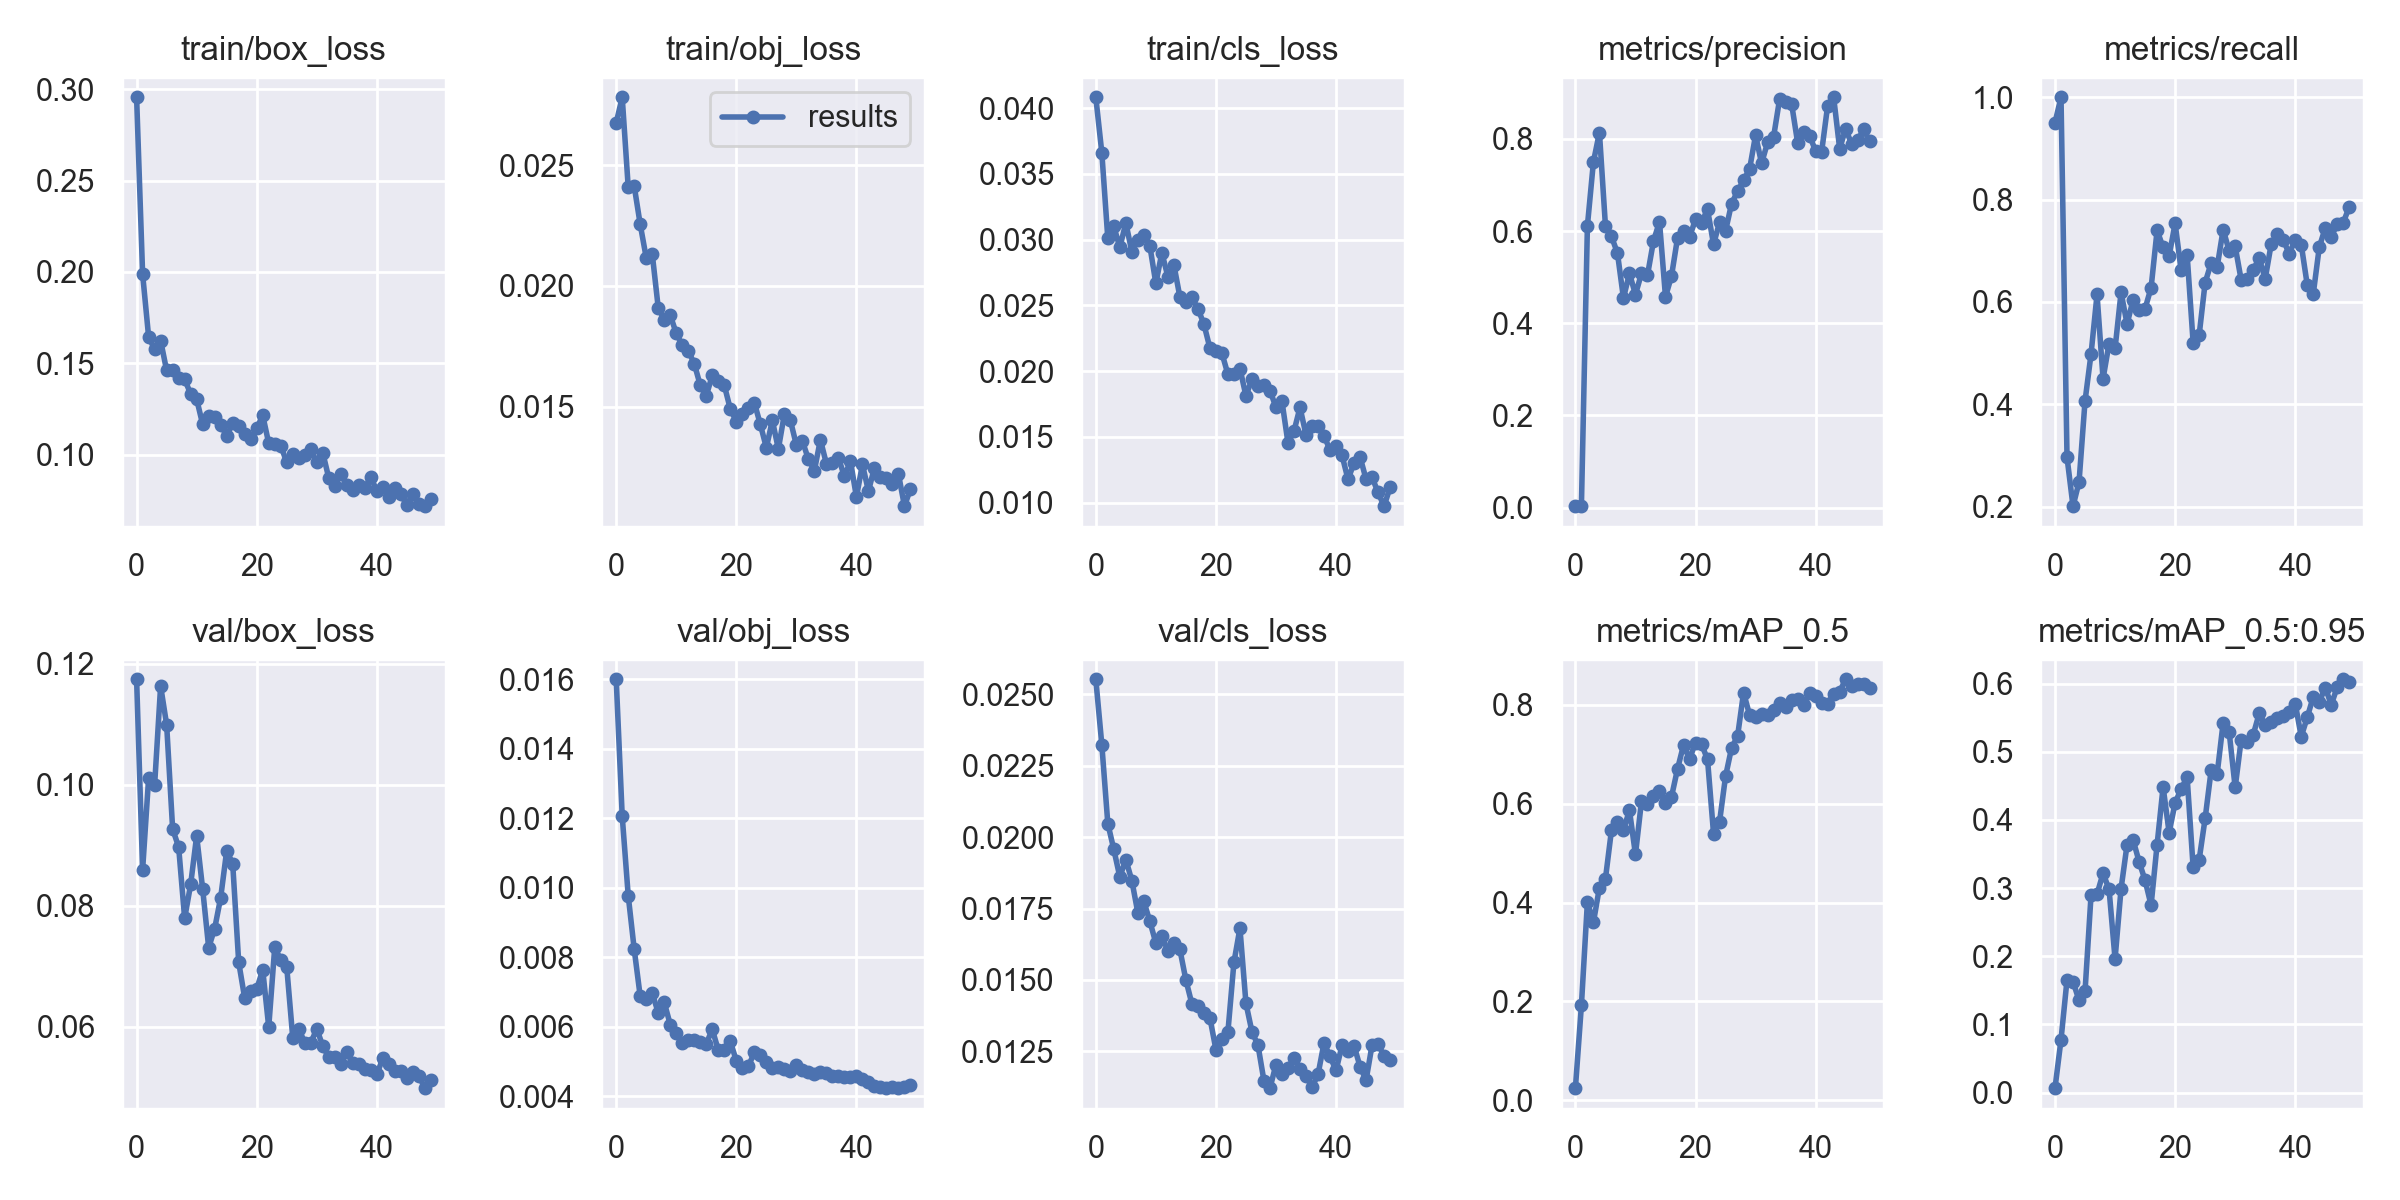 train/box_loss
0.30
0.25
0.20
0.15
0.10
0 20 40
train/obj_loss
results
0.025
0.020
0.015
0 20 40
train/cls_loss
0.040
0.035
0.030
0.025
0.020
0.015
0.010
0 20 40
metrics/precision
0.8
0.6
0.4
0.2
0.0
0 20 40
metrics/recall
1.0
0.8
0.6
0.4
0.2
0 20 40
val/box_loss
0.12
0.10
0.08
0.06
0 20 40
val/obj_loss
0.016
0.014
0.012
0.010
0.008
0.006
0.004
0 20 40
val/cls_loss
0.0250
0.0225
0.0200
0.0175
0.0150
0.0125
0 20 40
metrics/mAP_0.5
0.8
0.6
0.4
0.2
0.0
0 20 40
metrics/mAP_0.5:0.95
0.6
0.5
0.4
0.3
0.2
0.1
0.0
0 20 40